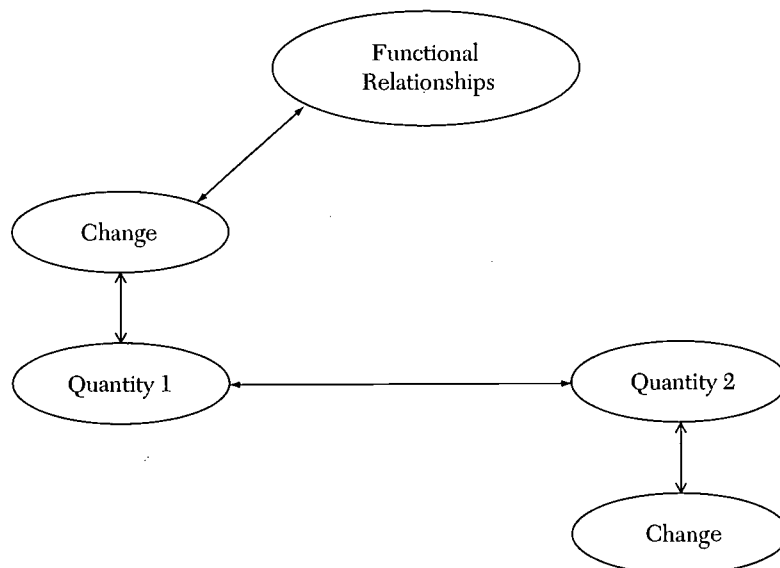 Functional
Relationships
Change
Quantity 1
Quantity 2
Change